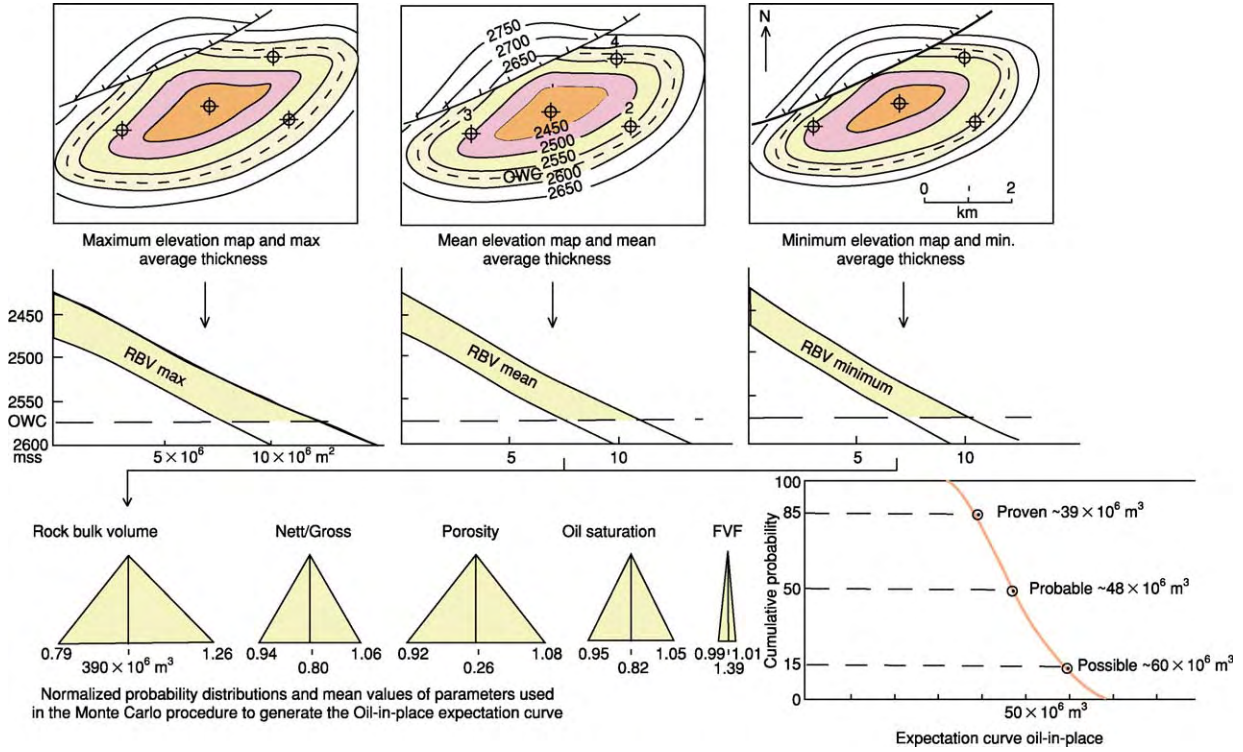 N
2750
2700
2650
4
3
2
2450
2500
2550
OWC 2600
2650
0 2
km
Maximum elevation map and max
average thickness
Mean elevation map and mean
average thickness
Minimum elevation map and min.
average thickness
2450
2500
2550
OWC
2600
mss
RBV max
5 × 10⁶
10 × 10⁶ m²
RBV mean
5
10
RBV minimum
5
10
Rock bulk volume
0.79
1.26
390 × 10⁶ m³
Nett/Gross
0.94
1.06
0.80
Porosity
0.92
1.08
0.26
Oil saturation
0.95
1.05
0.82
FVF
0.99
1.01
1.39
Normalized probability distributions and mean values of parameters used
in the Monte Carlo procedure to generate the Oil-in-place expectation curve
Cumulative probability
100
85
50
15
0
Proven ~39 × 10⁶ m³
Probable ~48 × 10⁶ m³
Possible ~60 × 10⁶ m³
50 × 10⁶ m³
Expectation curve oil-in-place